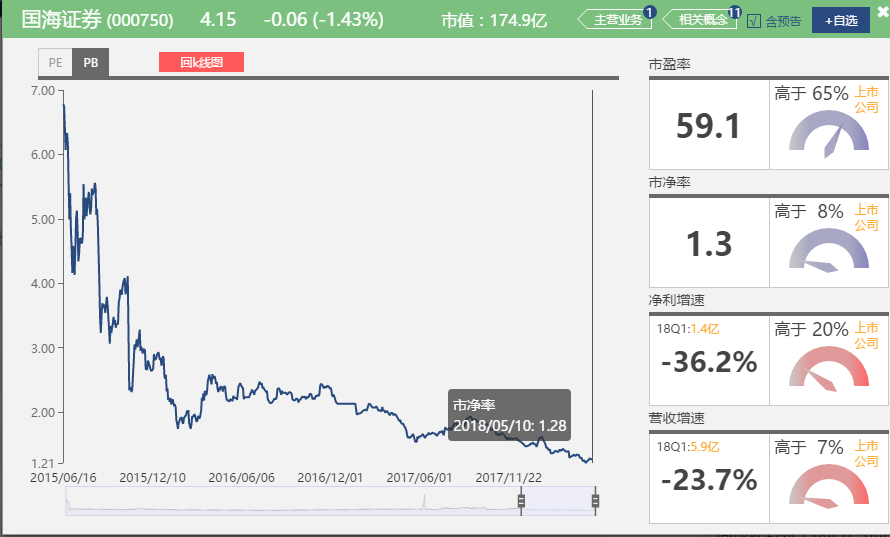 国海证券 (000750) 4.15 -0.06 (-1.43%) 市值：174.9亿 主营业务 1 相关概念 11 含预告 +自选
PE PB 回k线图
7.00
6.00
5.00
4.00
3.00
2.00
1.21
2015/06/16 2015/12/10 2016/06/06 2016/12/01 2017/06/01 2017/11/22
市净率
2018/05/10: 1.28
市盈率
59.1
高于 65% 上市
公司
市净率
1.3
高于 8% 上市
公司
净利增速
18Q1:1.4亿
-36.2%
高于 20% 上市
公司
营收增速
18Q1:5.9亿
-23.7%
高于 7% 上市
公司